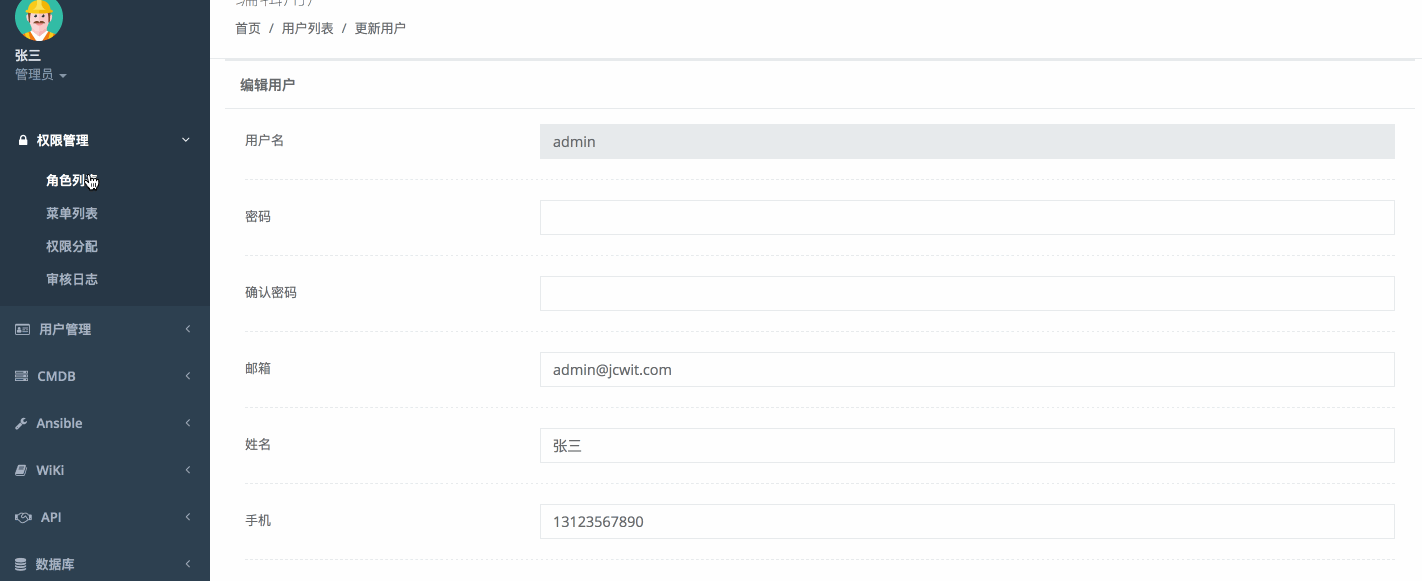 张三
管理员
权限管理
角色列
菜单列表
权限分配
审核日志
用户管理
CMDB
Ansible
WiKi
API
数据库
首页 / 用户列表 / 更新用户
编辑用户
用户名 admin
密码
确认密码
邮箱 admin@jcwit.com
姓名 张三
手机 13123567890